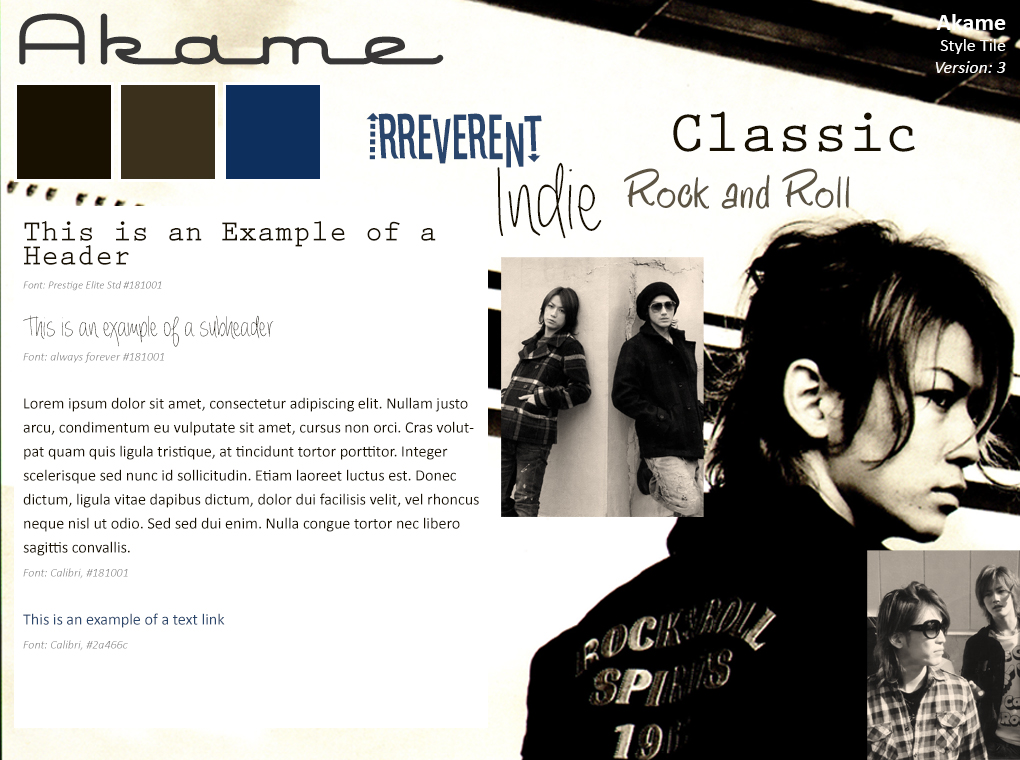 Akame
Akame
Style Tile
Version: 3
IRREVERENT
Classic
Indie
Rock and Roll
This is an Example of a
Header
Font: Prestige Elite Std #181001
This is an example of a subheader
Font: always forever #181001
Lorem ipsum dolor sit amet, consectetur adipiscing elit. Nullam justo
arcu, condimentum eu vulputate sit amet, cursus non orci. Cras volut-
pat quam quis ligula tristique, at tincidunt tortor porttitor. Integer
scelerisque sed nunc id sollicitudin. Etiam laoreet luctus est. Donec
dictum, ligula vitae dapibus dictum, dolor dui facilisis velit, vel rhoncus
neque nisl ut odio. Sed sed dui enim. Nulla congue tortor nec libero
sagittis convallis.
Font: Calibri, #181001
This is an example of a text link
Font: Calibri, #2a466c
ROCK
ROLL
SPIRITS